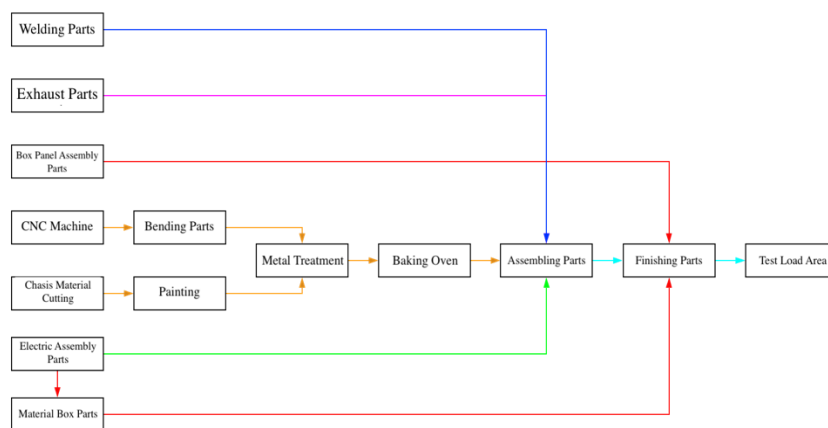 Welding Parts
Exhaust Parts
Box Panel Assembly
Parts
CNC Machine
Bending Parts
Metal Treatment
Baking Oven
Assembling Parts
Finishing Parts
Test Load Area
Chasis Material
Cutting
Painting
Electric Assembly
Parts
Material Box Parts